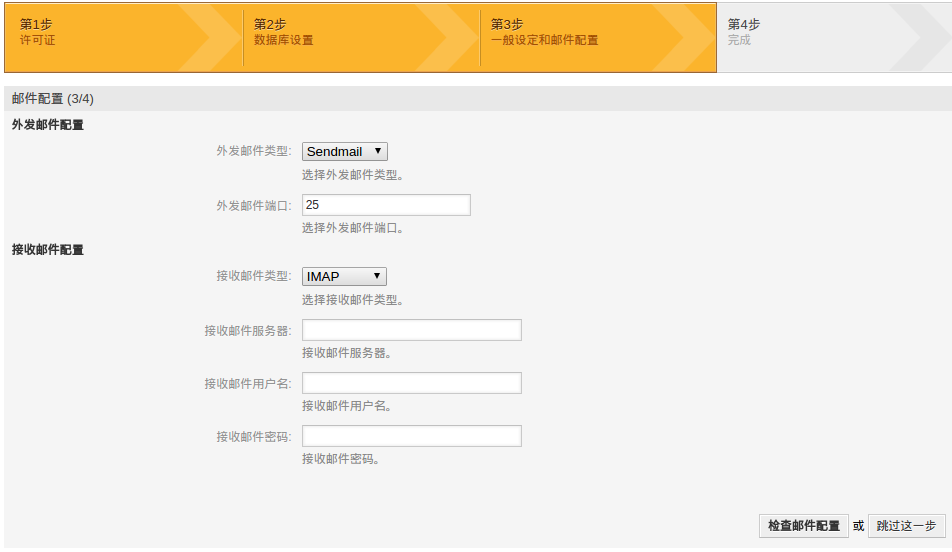 第1步
许可证
第2步
数据库设置
第3步
一般设定和邮件配置
第4步
完成
邮件配置 (3/4)
外发邮件配置
外发邮件类型: Sendmail
选择外发邮件类型。
外发邮件端口: 25
选择外发邮件端口。
接收邮件配置
接收邮件类型: IMAP
选择接收邮件类型。
接收邮件服务器:
接收邮件服务器。
接收邮件用户名:
接收邮件用户名。
接收邮件密码:
接收邮件密码。
检查邮件配置 或 跳过这一步